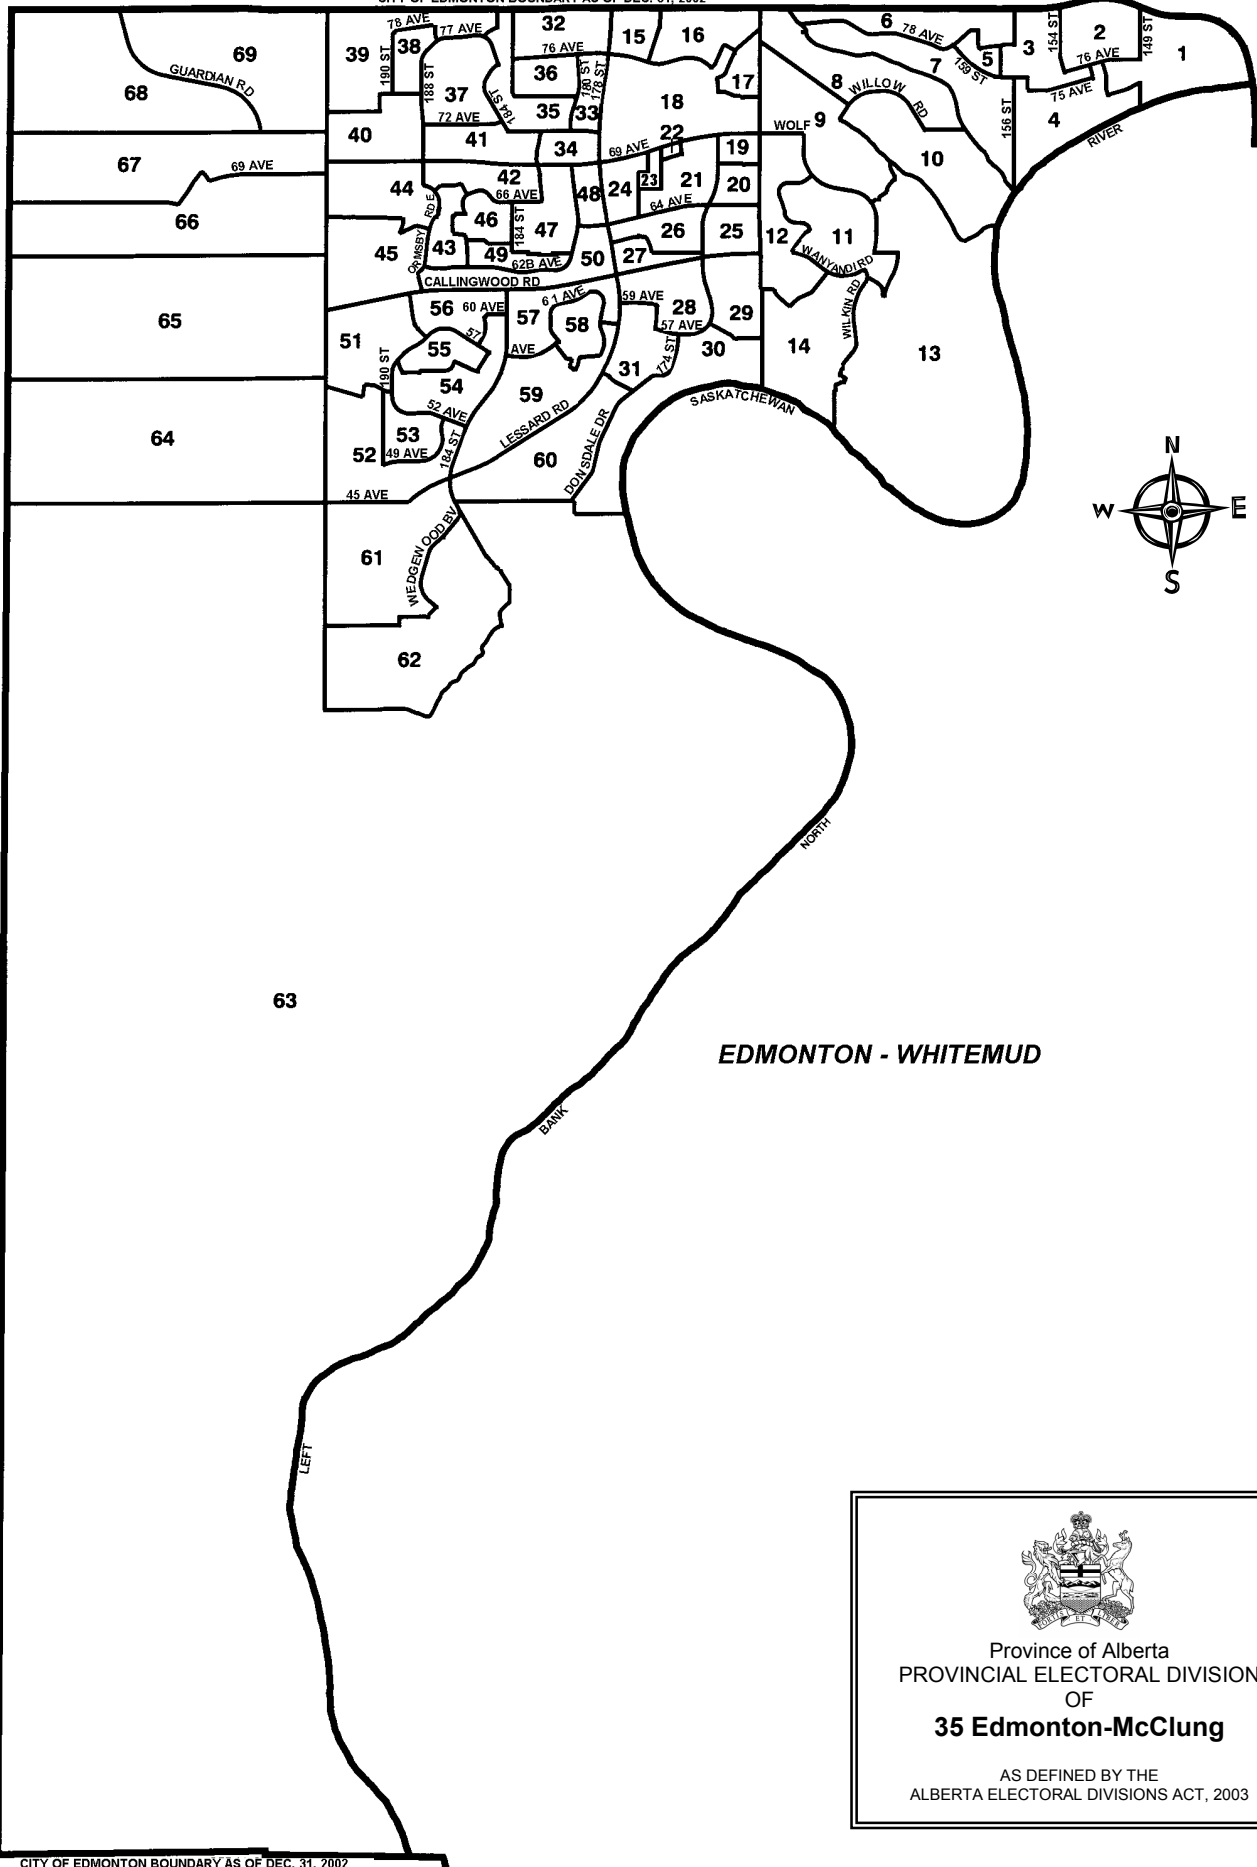 CITY OF EDMONTON BOUNDARY AS OF DEC. 31, 2002
69
68
GUARDIAN RD
67
69 AVE
66
65
64
63
39
190 ST
78 AVE
38
77 AVE
188 ST
37
184 ST
72 AVE
40
41
32
76 AVE
36
180 ST
178 ST
35
33
34
15
16
17
18
22
69 AVE
19
23
24
21
20
64 AVE
44
42
66 AVE
RD E
ORMSBY
46
184 ST
47
48
45
43
49
62B AVE
50
26
25
27
CALLINGWOOD RD
56
60 AVE
57
61 AVE
58
57
AVE
59 AVE
28
57 AVE
29
30
51
190 ST
55
54
31
174 ST
59
52 AVE
53
49 AVE
184 ST
52
LESSARD RD
60
DONSDALE DR
45 AVE
61
WEDGEWOOD BV
62
6
78 AVE
7
159 ST
5
3
154 ST
2
76 AVE
149 ST
1
8
WILLOW RD
156 ST
75 AVE
4
RIVER
WOLF
9
10
12
11
WANYANDI RD
WILKIN RD
14
13
SASKATCHEWAN
N
W
E
S
NORTH
BANK
LEFT
EDMONTON - WHITEMUD
FORTIS ET LIBER
Province of Alberta
PROVINCIAL ELECTORAL DIVISION
OF
35 Edmonton-McClung
AS DEFINED BY THE
ALBERTA ELECTORAL DIVISIONS ACT, 2003
CITY OF EDMONTON BOUNDARY AS OF DEC. 31, 2002